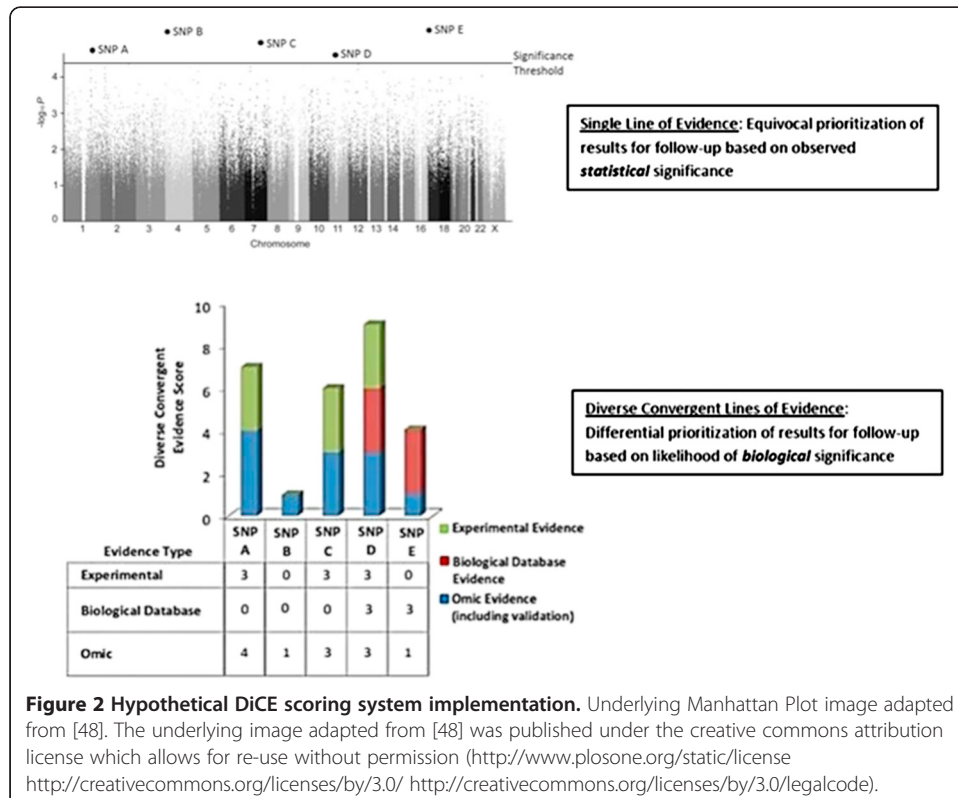 SNP A
SNP B
SNP C
SNP D
SNP E
Significance
Threshold
-log₁₀P
4
3
2
1
0
1 2 3 4 5 6 7 8 9 10 11 12 13 14 16 18 20 22 X
Chromosome
Single Line of Evidence: Equivocal prioritization of
results for follow-up based on observed
statistical significance
Diverse Convergent
Evidence Score
10
8
6
4
2
0
Evidence Type SNP A SNP B SNP C SNP D SNP E
Experimental 3 0 3 3 0
Biological Database 0 0 0 3 3
Omic 4 1 3 3 1
Experimental Evidence
Biological Database
Evidence
Omic Evidence
(including validation)
Diverse Convergent Lines of Evidence:
Differential prioritization of results for follow-up
based on likelihood of biological significance
Figure 2 Hypothetical DiCE scoring system implementation. Underlying Manhattan Plot image adapted
from [48]. The underlying image adapted from [48] was published under the creative commons attribution
license which allows for re-use without permission (http://www.plosone.org/static/license
http://creativecommons.org/licenses/by/3.0/ http://creativecommons.org/licenses/by/3.0/legalcode).